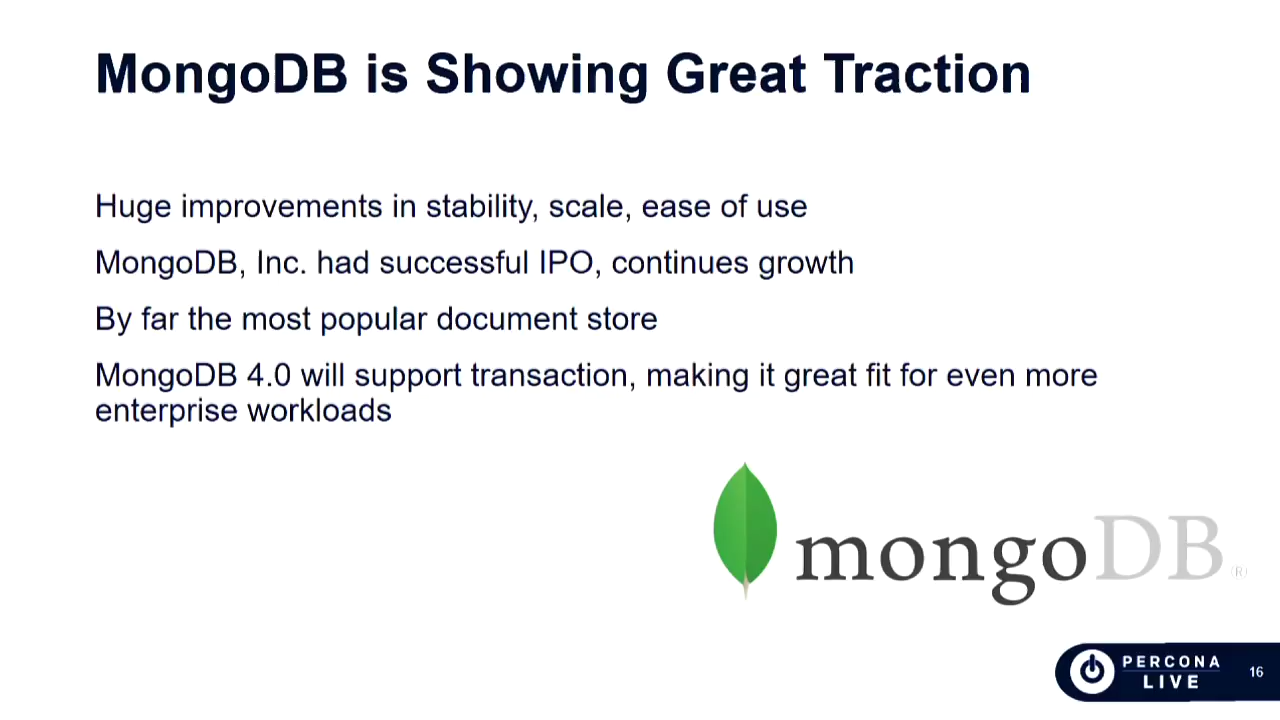 MongoDB is Showing Great Traction
Huge improvements in stability, scale, ease of use
MongoDB, Inc. had successful IPO, continues growth
By far the most popular document store
MongoDB 4.0 will support transaction, making it great fit for even more
enterprise workloads
mongoDB®
PERCONA
LIVE
16